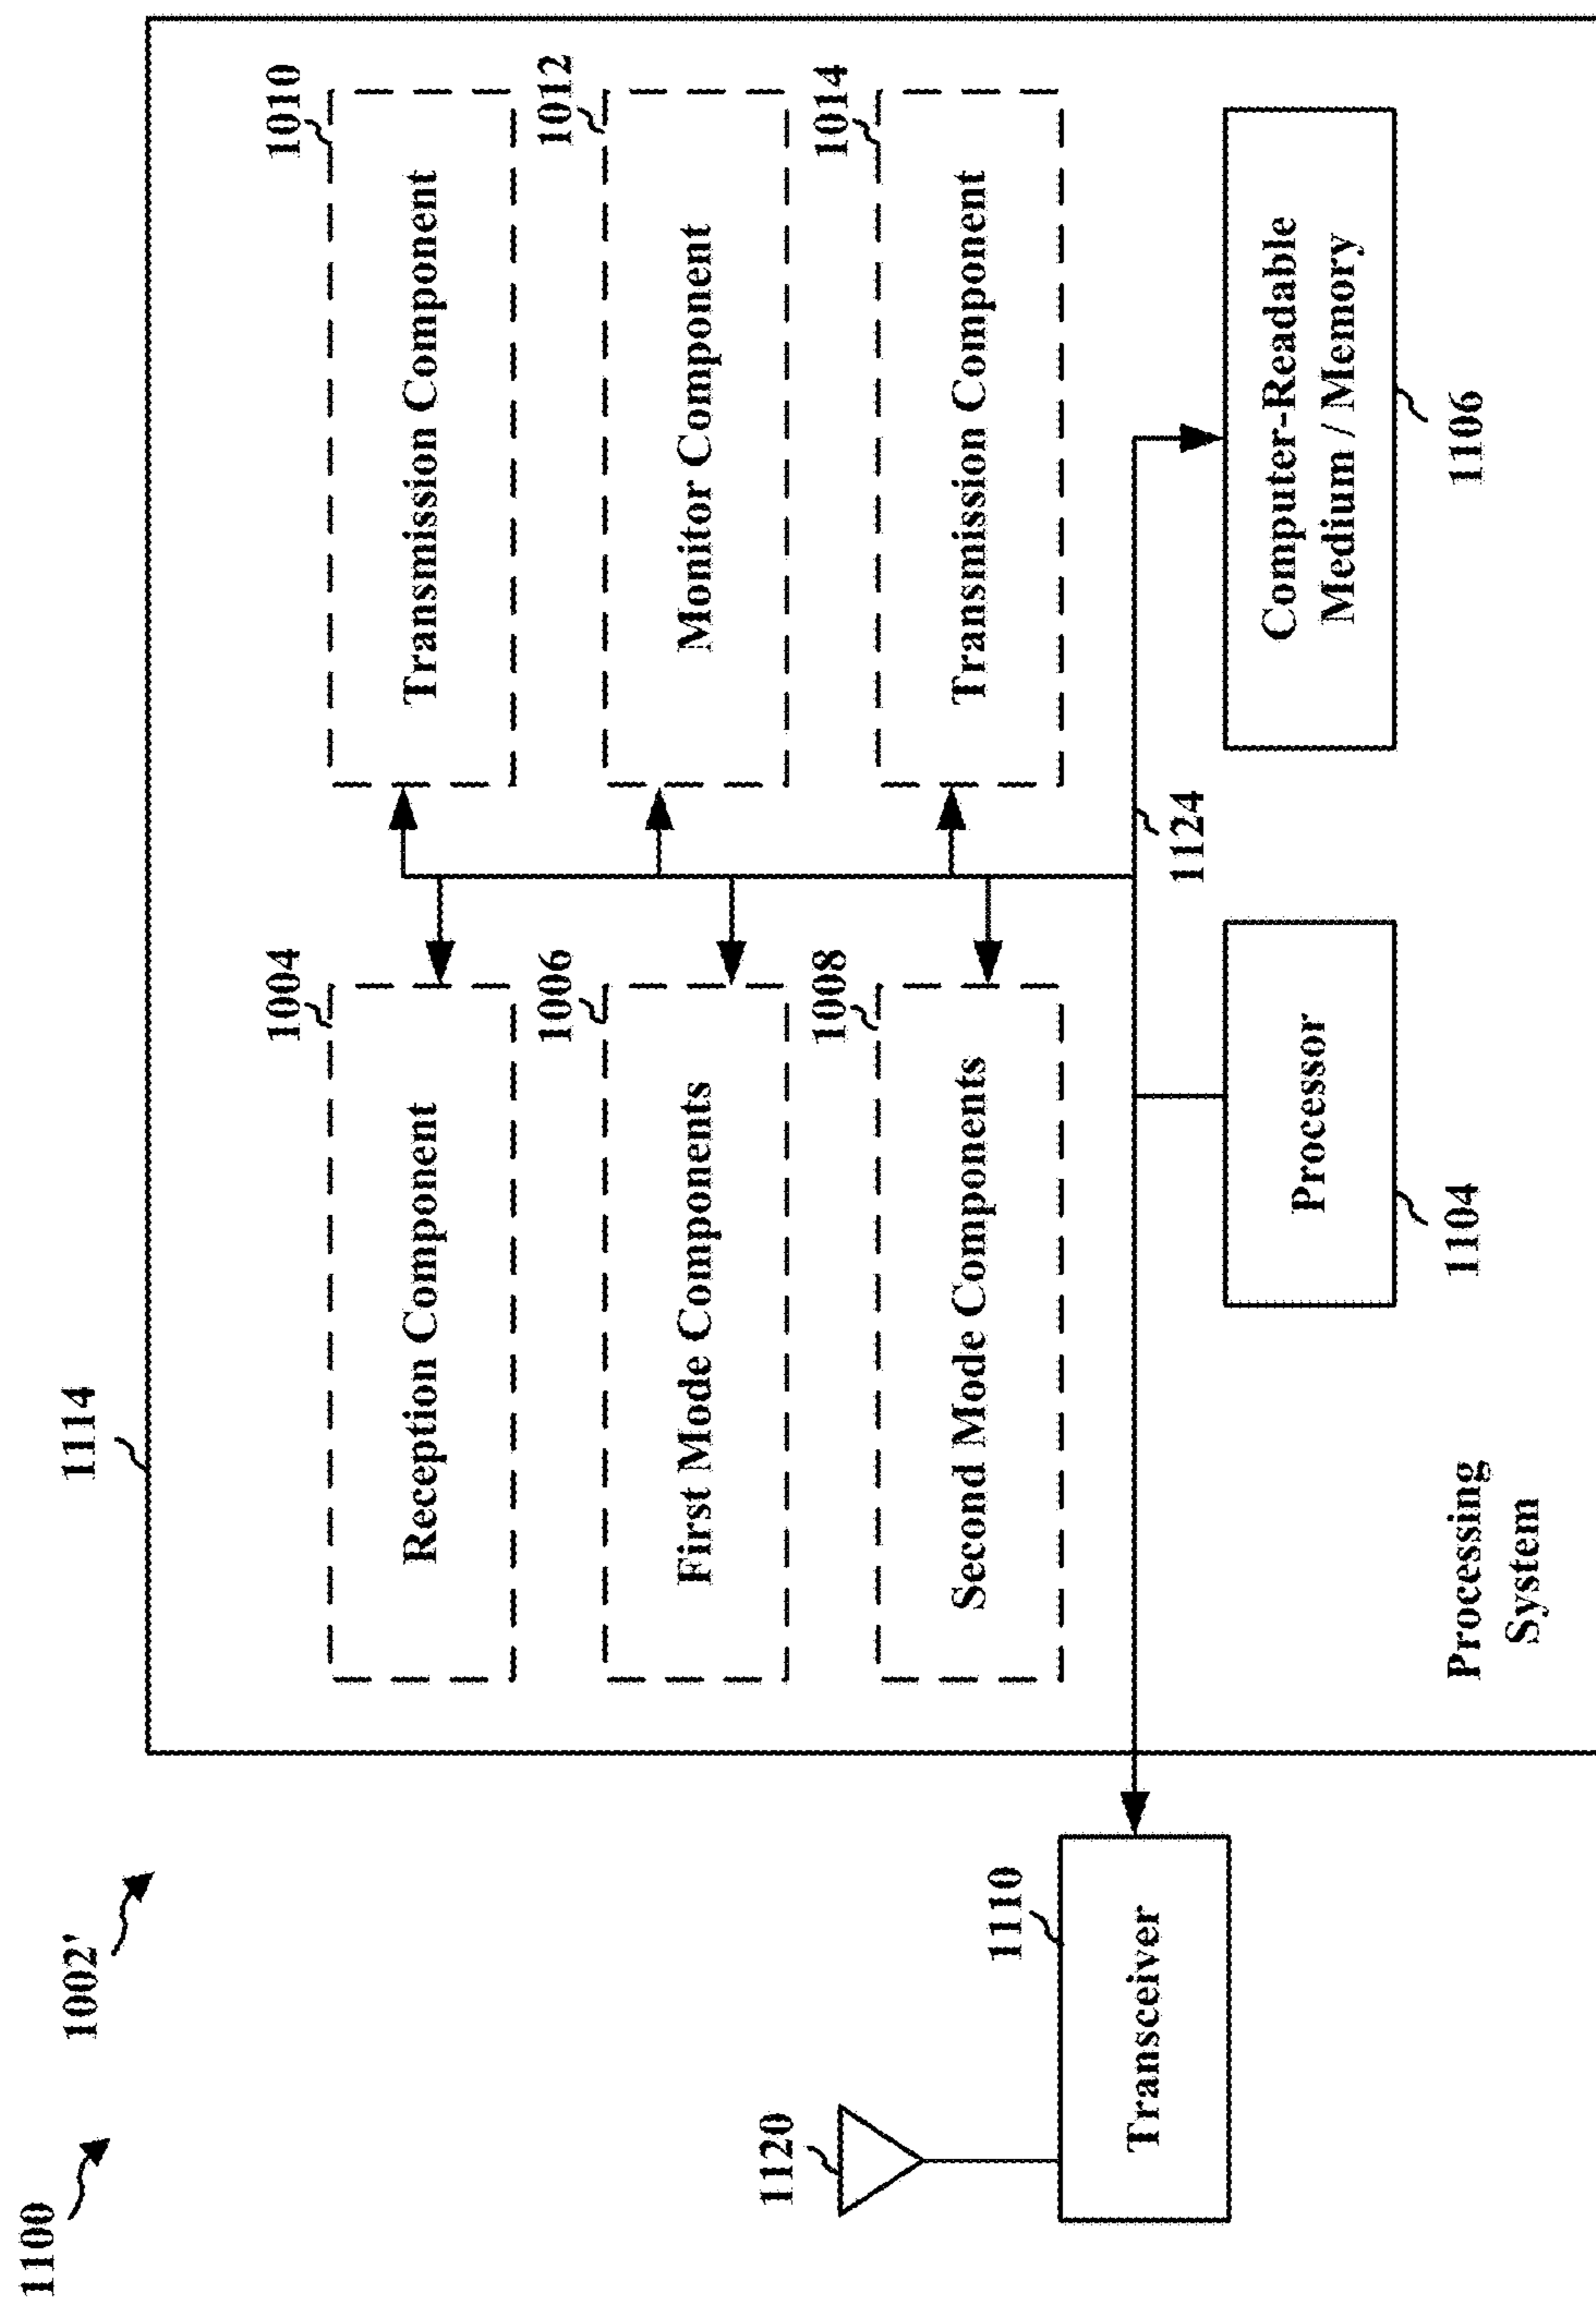 1100
1002'
1114
1004
Reception Component
1010
Transmission Component
1006
First Mode Components
1012
Monitor Component
1008
Second Mode Components
1014
Transmission Component
1120
1110
Transceiver
1124
Processor
1104
Computer-Readable
Medium / Memory
1106
Processing
System